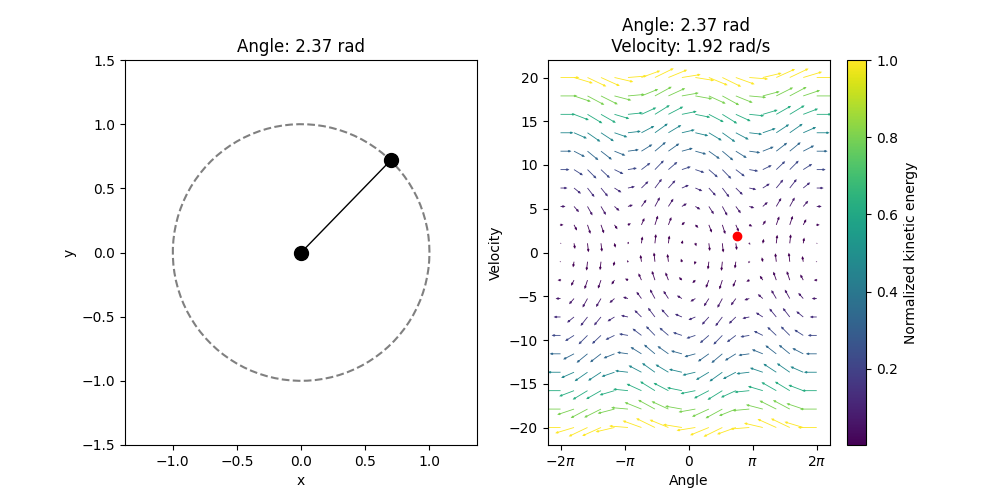 Angle: 2.37 rad
1.5
1.0
0.5
0.0
−0.5
−1.0
−1.5
y
−1.0
−0.5
0.0
0.5
1.0
x
Angle: 2.37 rad
Velocity: 1.92 rad/s
20
15
10
5
0
−5
−10
−15
−20
Velocity
−2π
−π
0
π
2π
Angle
1.0
0.8
0.6
0.4
0.2
Normalized kinetic energy